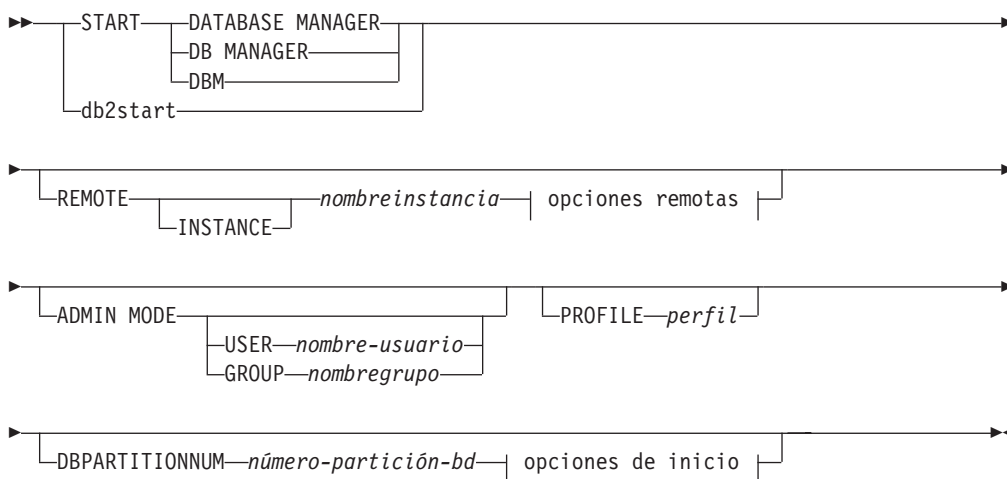 START DATABASE MANAGER
DB MANAGER
DBM
db2start
REMOTE nombreinstancia opciones remotas
INSTANCE
ADMIN MODE PROFILE perfil
USER nombre-usuario
GROUP nombregrupo
DBPARTITIONNUM número-partición-bd opciones de inicio